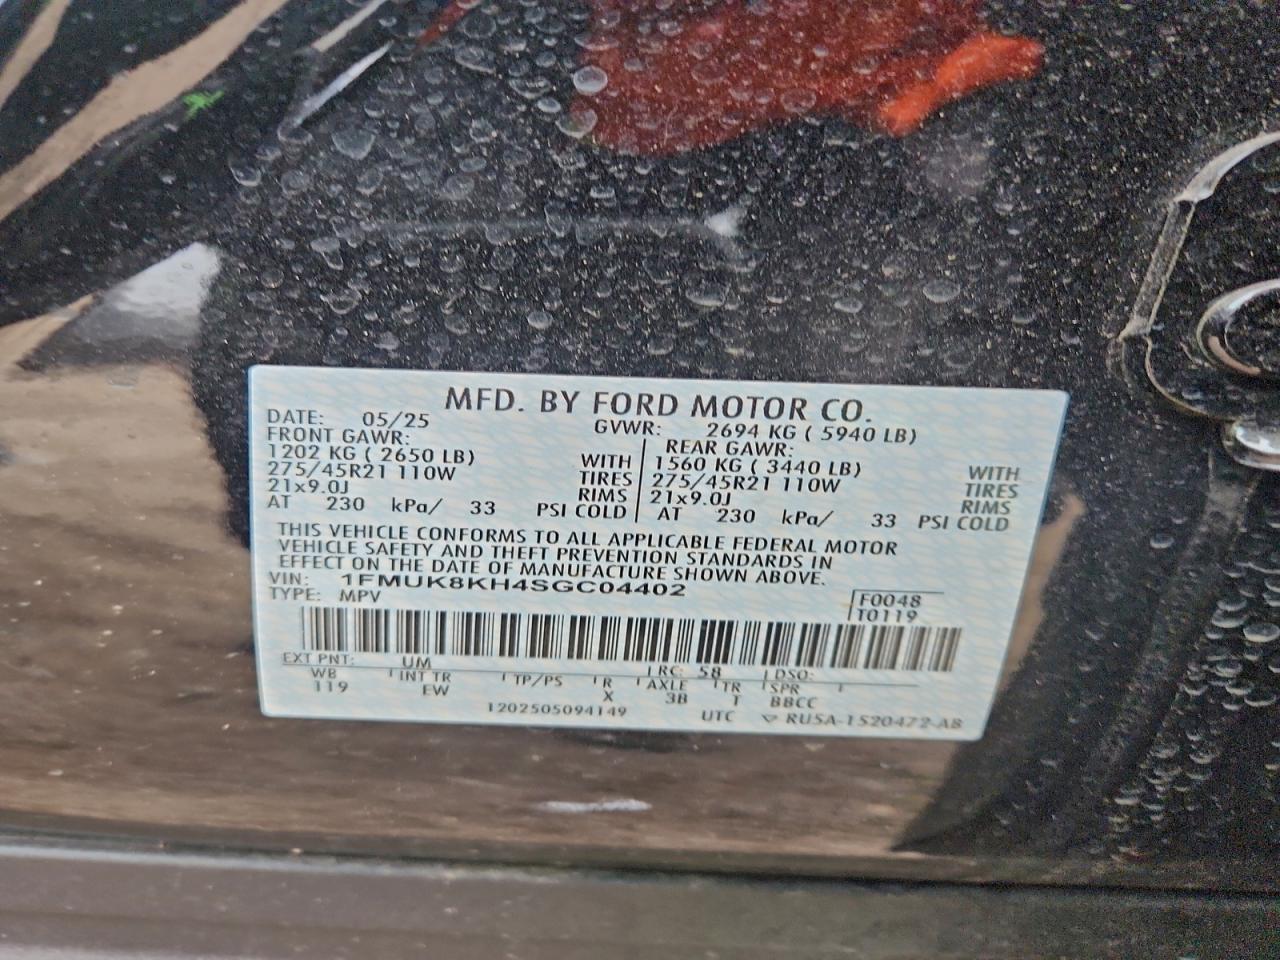 MFD. BY FORD MOTOR CO.
DATE: 05/25 GVWR: 2694 KG ( 5940 LB)
FRONT GAWR: REAR GAWR:
1202 KG ( 2650 LB) WITH 1560 KG ( 3440 LB) WITH
275/45R21 110W TIRES 275/45R21 110W TIRES
21x9.0J RIMS 21x9.0J RIMS
AT 230 kPa/ 33 PSI COLD AT 230 kPa/ 33 PSI COLD
THIS VEHICLE CONFORMS TO ALL APPLICABLE FEDERAL MOTOR
VEHICLE SAFETY AND THEFT PREVENTION STANDARDS IN
EFFECT ON THE DATE OF MANUFACTURE SHOWN ABOVE.
VIN: 1FMUK8KH4SGC04402
TYPE: MPV F0048
T0119
EXT PNT: UM RC: 58 DSO:
WB INT TR TP/PS R AXLE TR SPR
119 EW X 3B T BBCC
1202505094149 UTC ▽ RU5A-1520472-AB